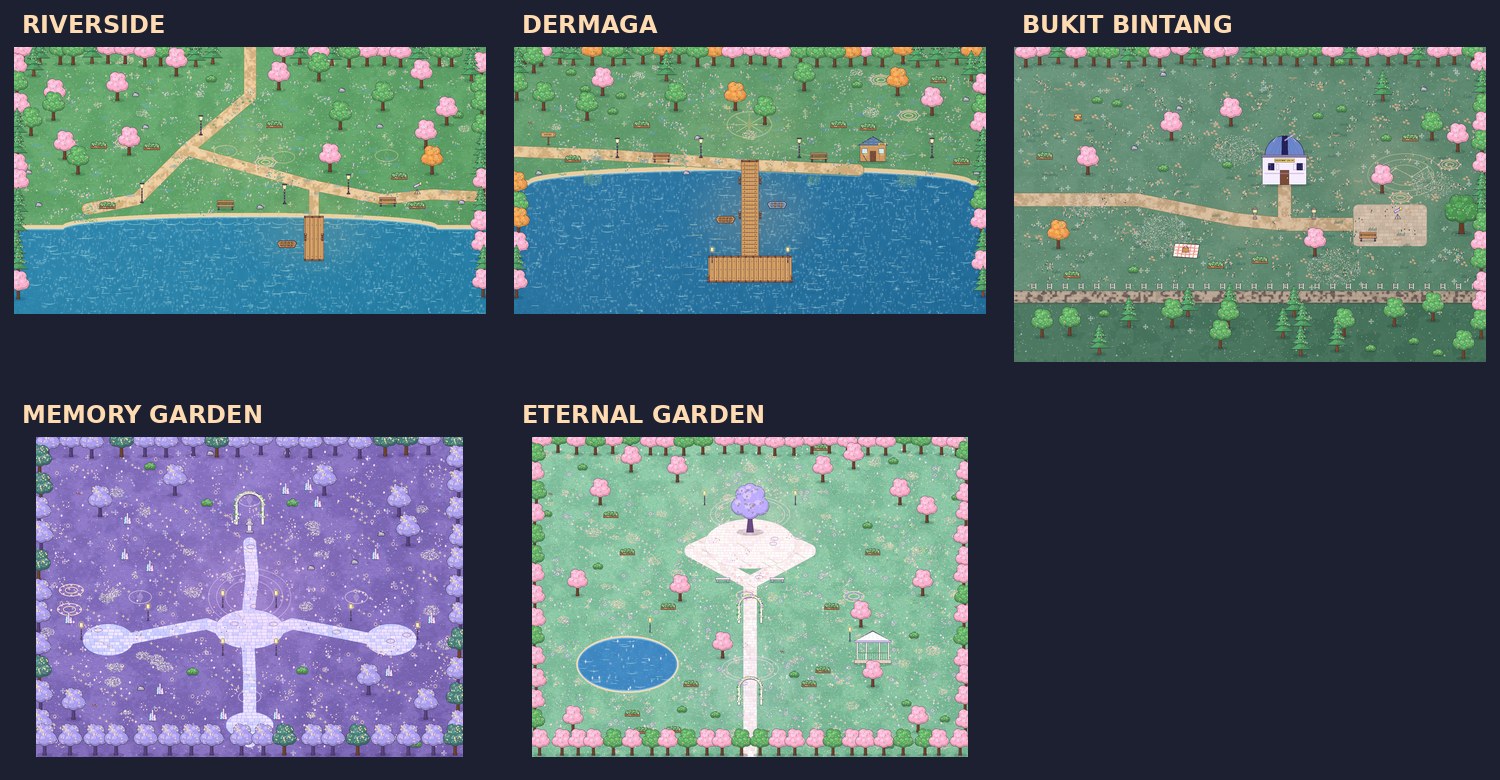 RIVERSIDE
DERMAGA
BUKIT BINTANG
MEMORY GARDEN
ETERNAL GARDEN